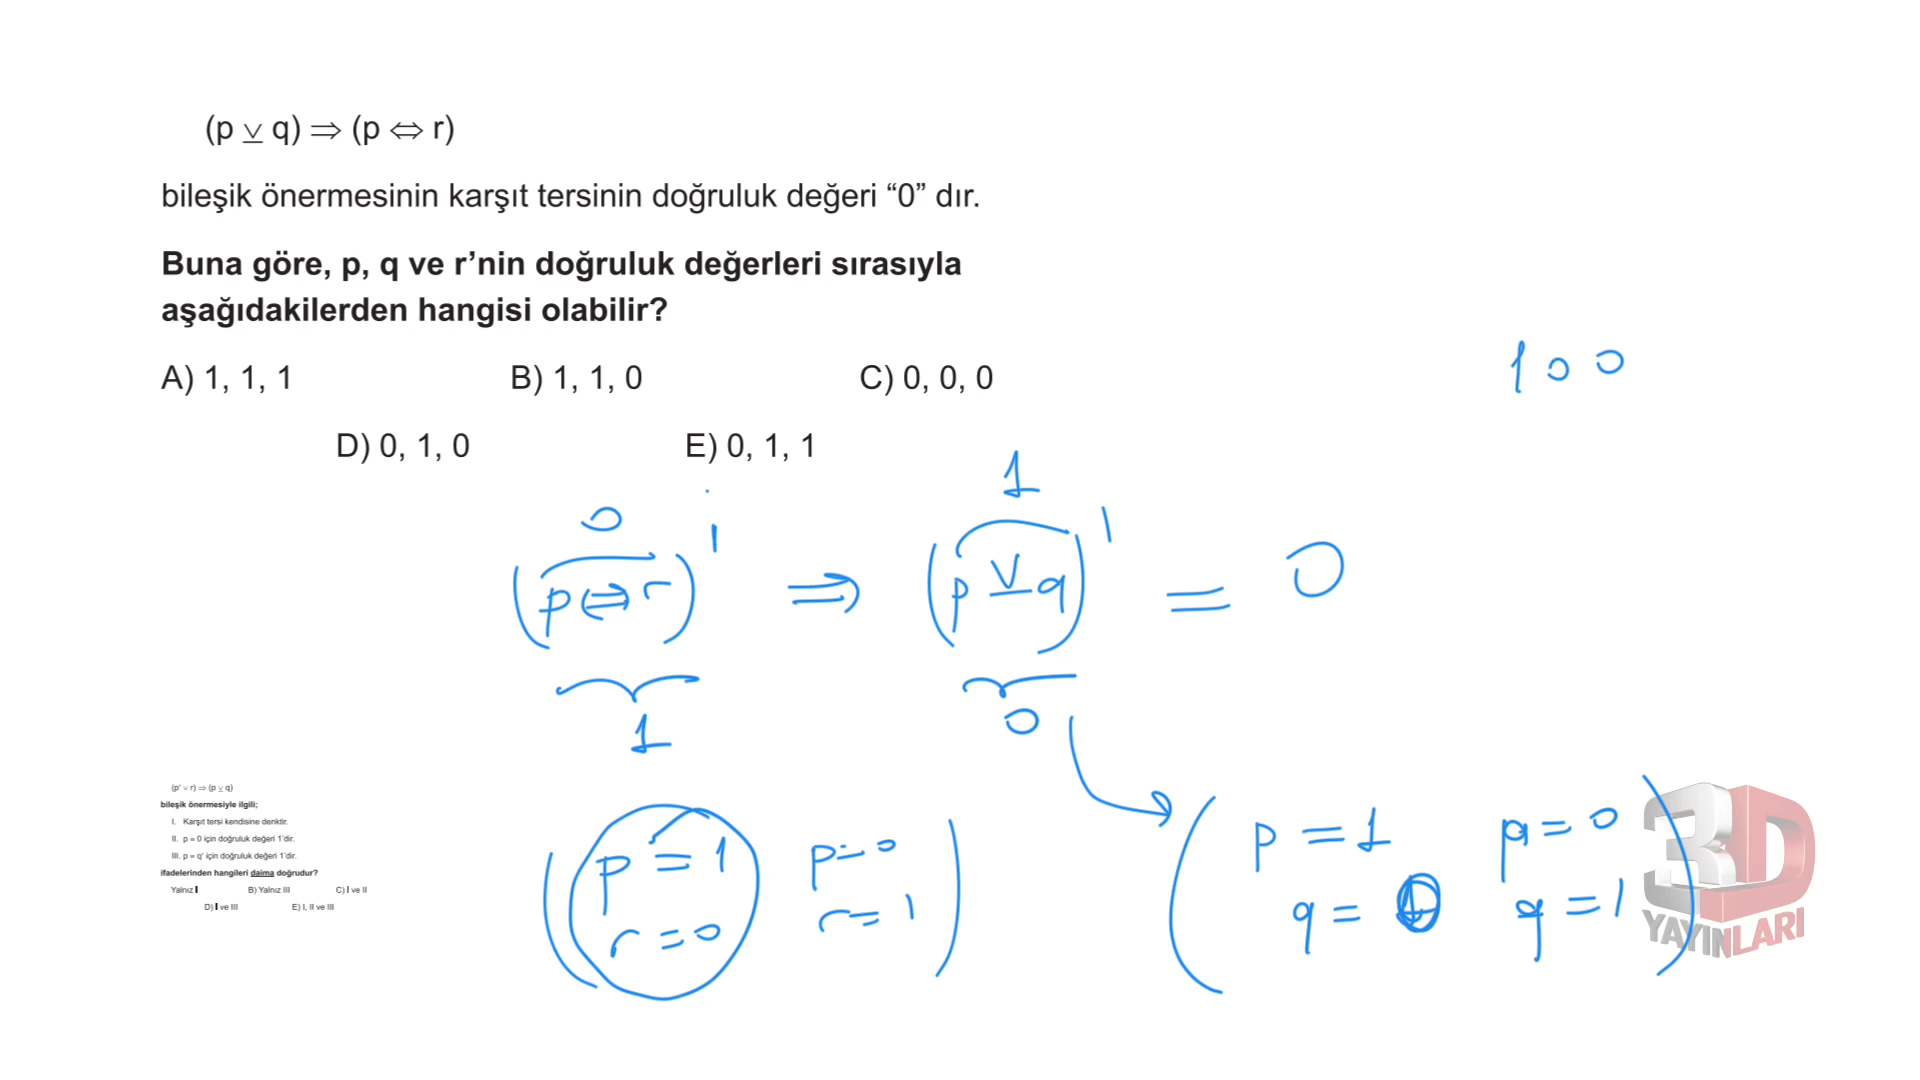 (p ⊻ q) ⇒ (p ⇔ r)
bileşik önermesinin karşıt tersinin doğruluk değeri “0” dır.
Buna göre, p, q ve r’nin doğruluk değerleri sırasıyla
aşağıdakilerden hangisi olabilir?
1 0 0
A) 1, 1, 1 B) 1, 1, 0 C) 0, 0, 0
D) 0, 1, 0 E) 0, 1, 1
0 1
(p ⇔ r)' ⇒ (p ⊻ q)' = 0
1 0
p = 1 p = 0 p = 1 p = 0
r = 0 r = 1 q = 0 q = 1
(p' ∨ r) ⇒ (p ⊻ q)
bileşik önermesiyle ilgili;
I. Karşıt tersi kendisine denktir.
II. p = 0 için doğruluk değeri 1'dir.
III. p = q' için doğruluk değeri 1'dir.
ifadelerinden hangileri daima doğrudur?
Yalnız I B) Yalnız III C) I ve II
D) I ve III E) I, II ve III
3D
YAYINLARI